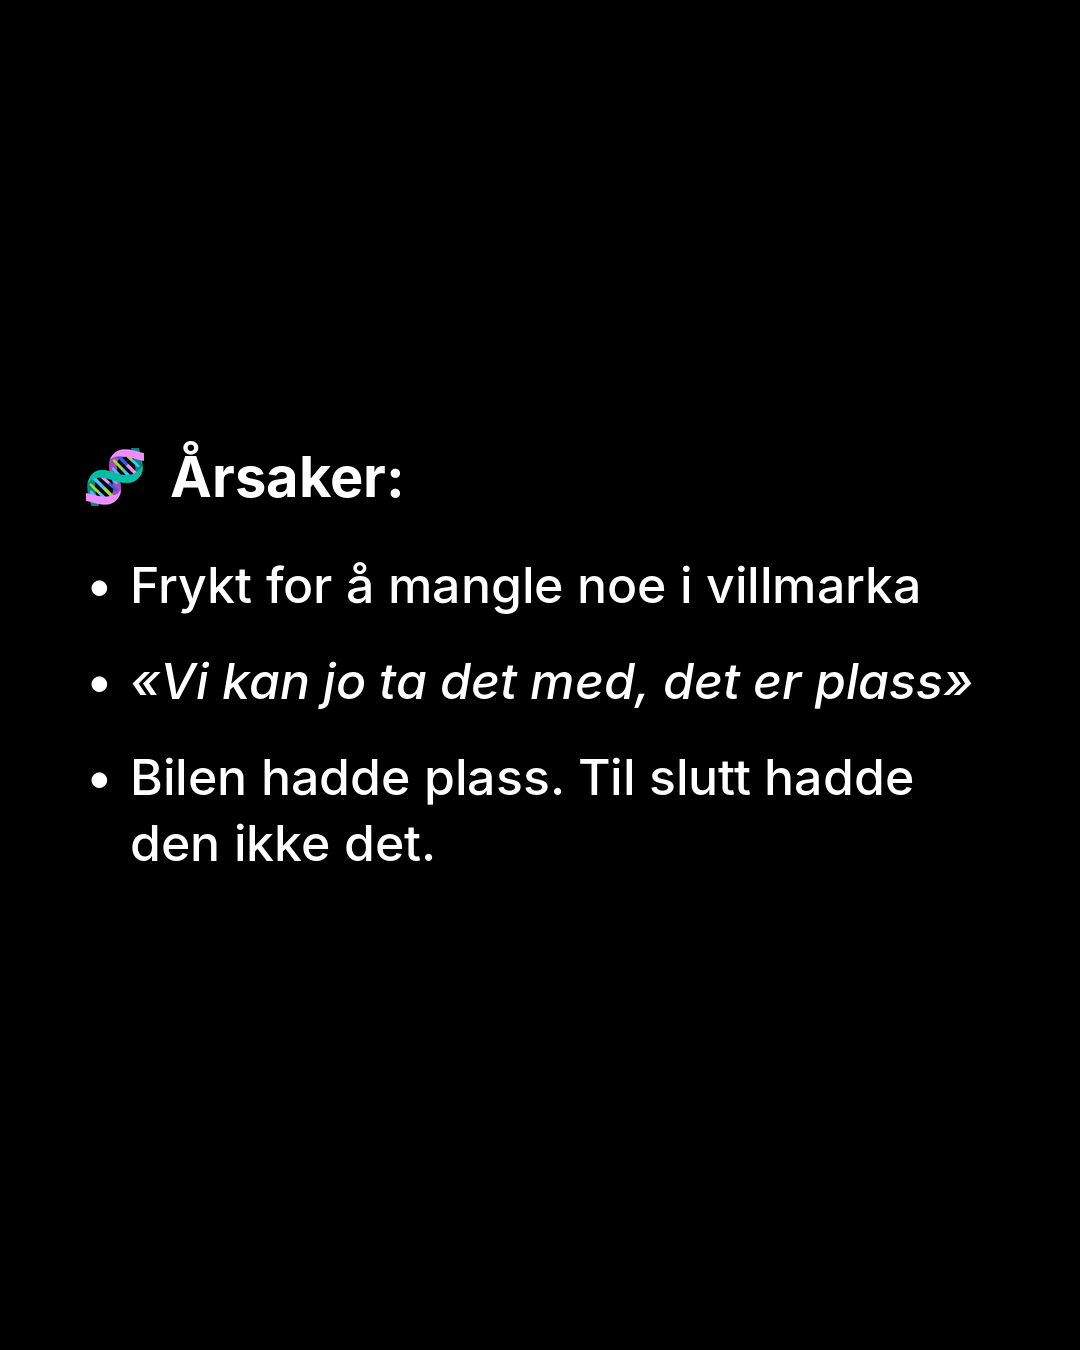 🧬 Årsaker:
• Frykt for å mangle noe i villmarka
• «Vi kan jo ta det med, det er plass»
• Bilen hadde plass. Til slutt hadde
den ikke det.